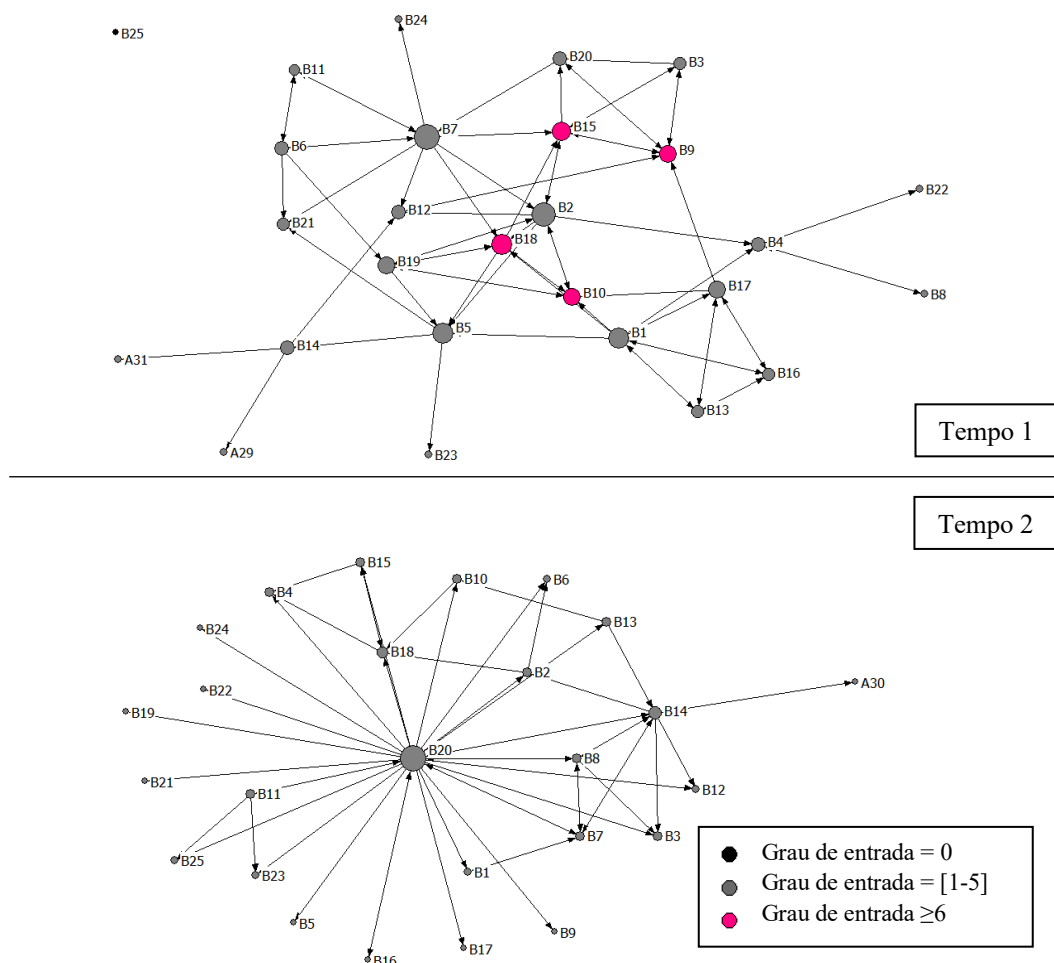 B24
B25
B20
B3
B11
B15
B7
B9
B6
B22
B12
B2
B21
B18
B4
B19
B17
B10
B8
B1
B5
B14
A31
B16
B13
A29
B23
Tempo 1
Tempo 2
B15
B10
B6
B4
B13
B24
B18
B2
A30
B22
B19
B14
B20
B8
B21
B12
B11
B7
B3
B25
B1
B23
B5
B9
B17
B16
Grau de entrada = 0
Grau de entrada = [1-5]
Grau de entrada ≥6